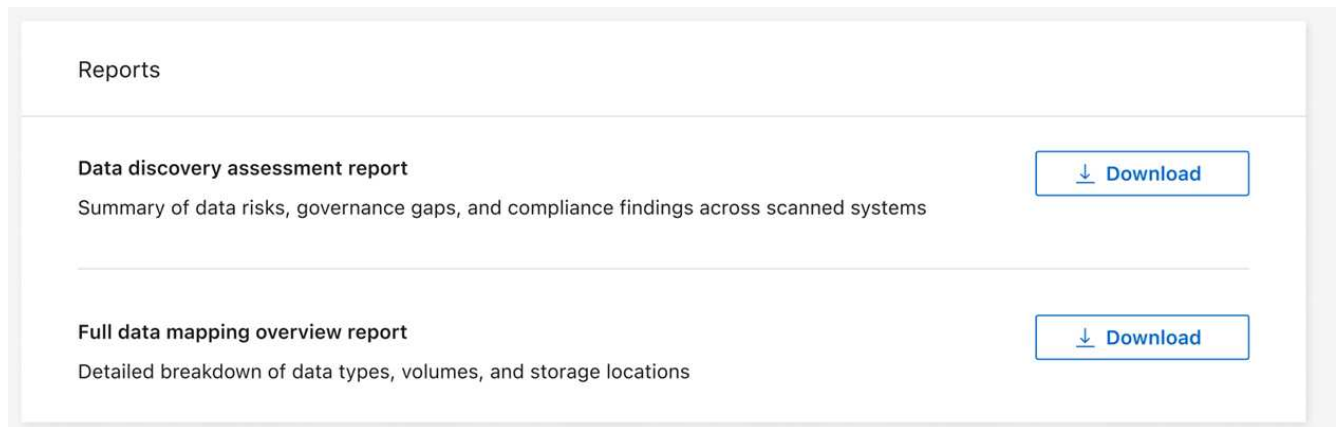 Reports
Data discovery assessment report
Download
Summary of data risks, governance gaps, and compliance findings across scanned systems
Full data mapping overview report
Download
Detailed breakdown of data types, volumes, and storage locations